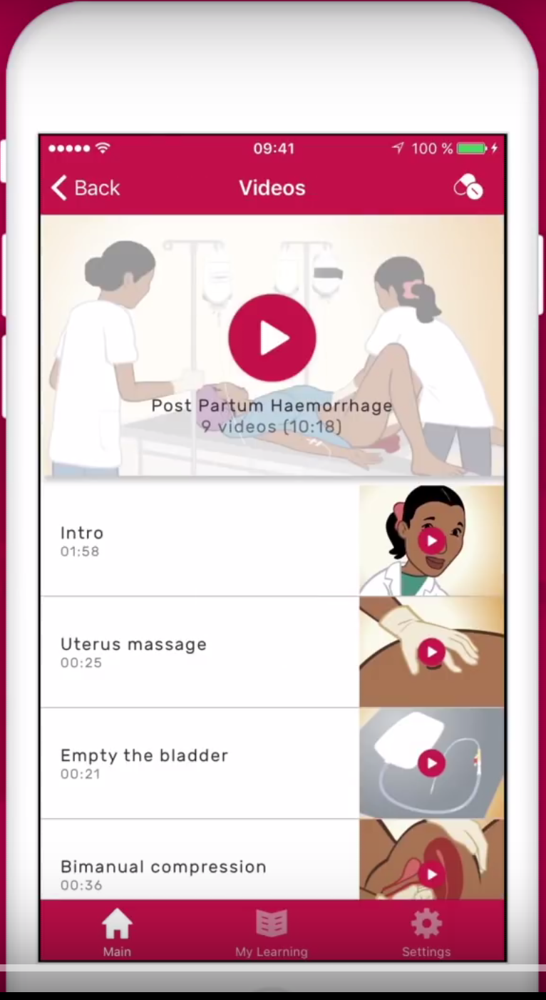 09:41
100 %
Back
Videos
Post Partum Haemorrhage
9 videos (10:18)
Intro
01:58
Uterus massage
00:25
Empty the bladder
00:21
Bimanual compression
00:36
Main
My Learning
Settings